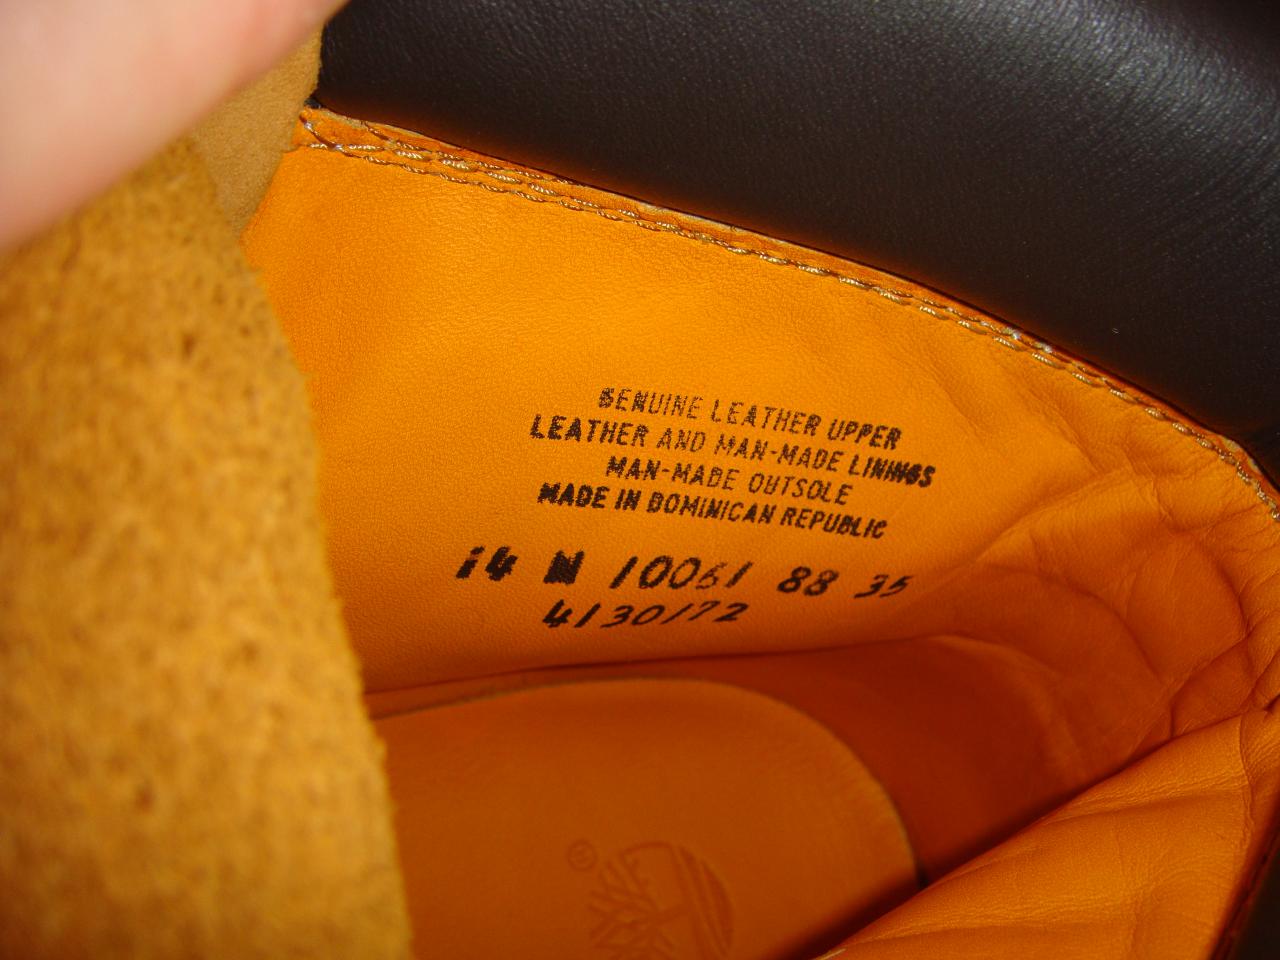 GENUINE LEATHER UPPER
LEATHER AND MAN-MADE LININGS
MAN-MADE OUTSOLE
MADE IN DOMINICAN REPUBLIC
14 M 10061 88 35
4130172
®